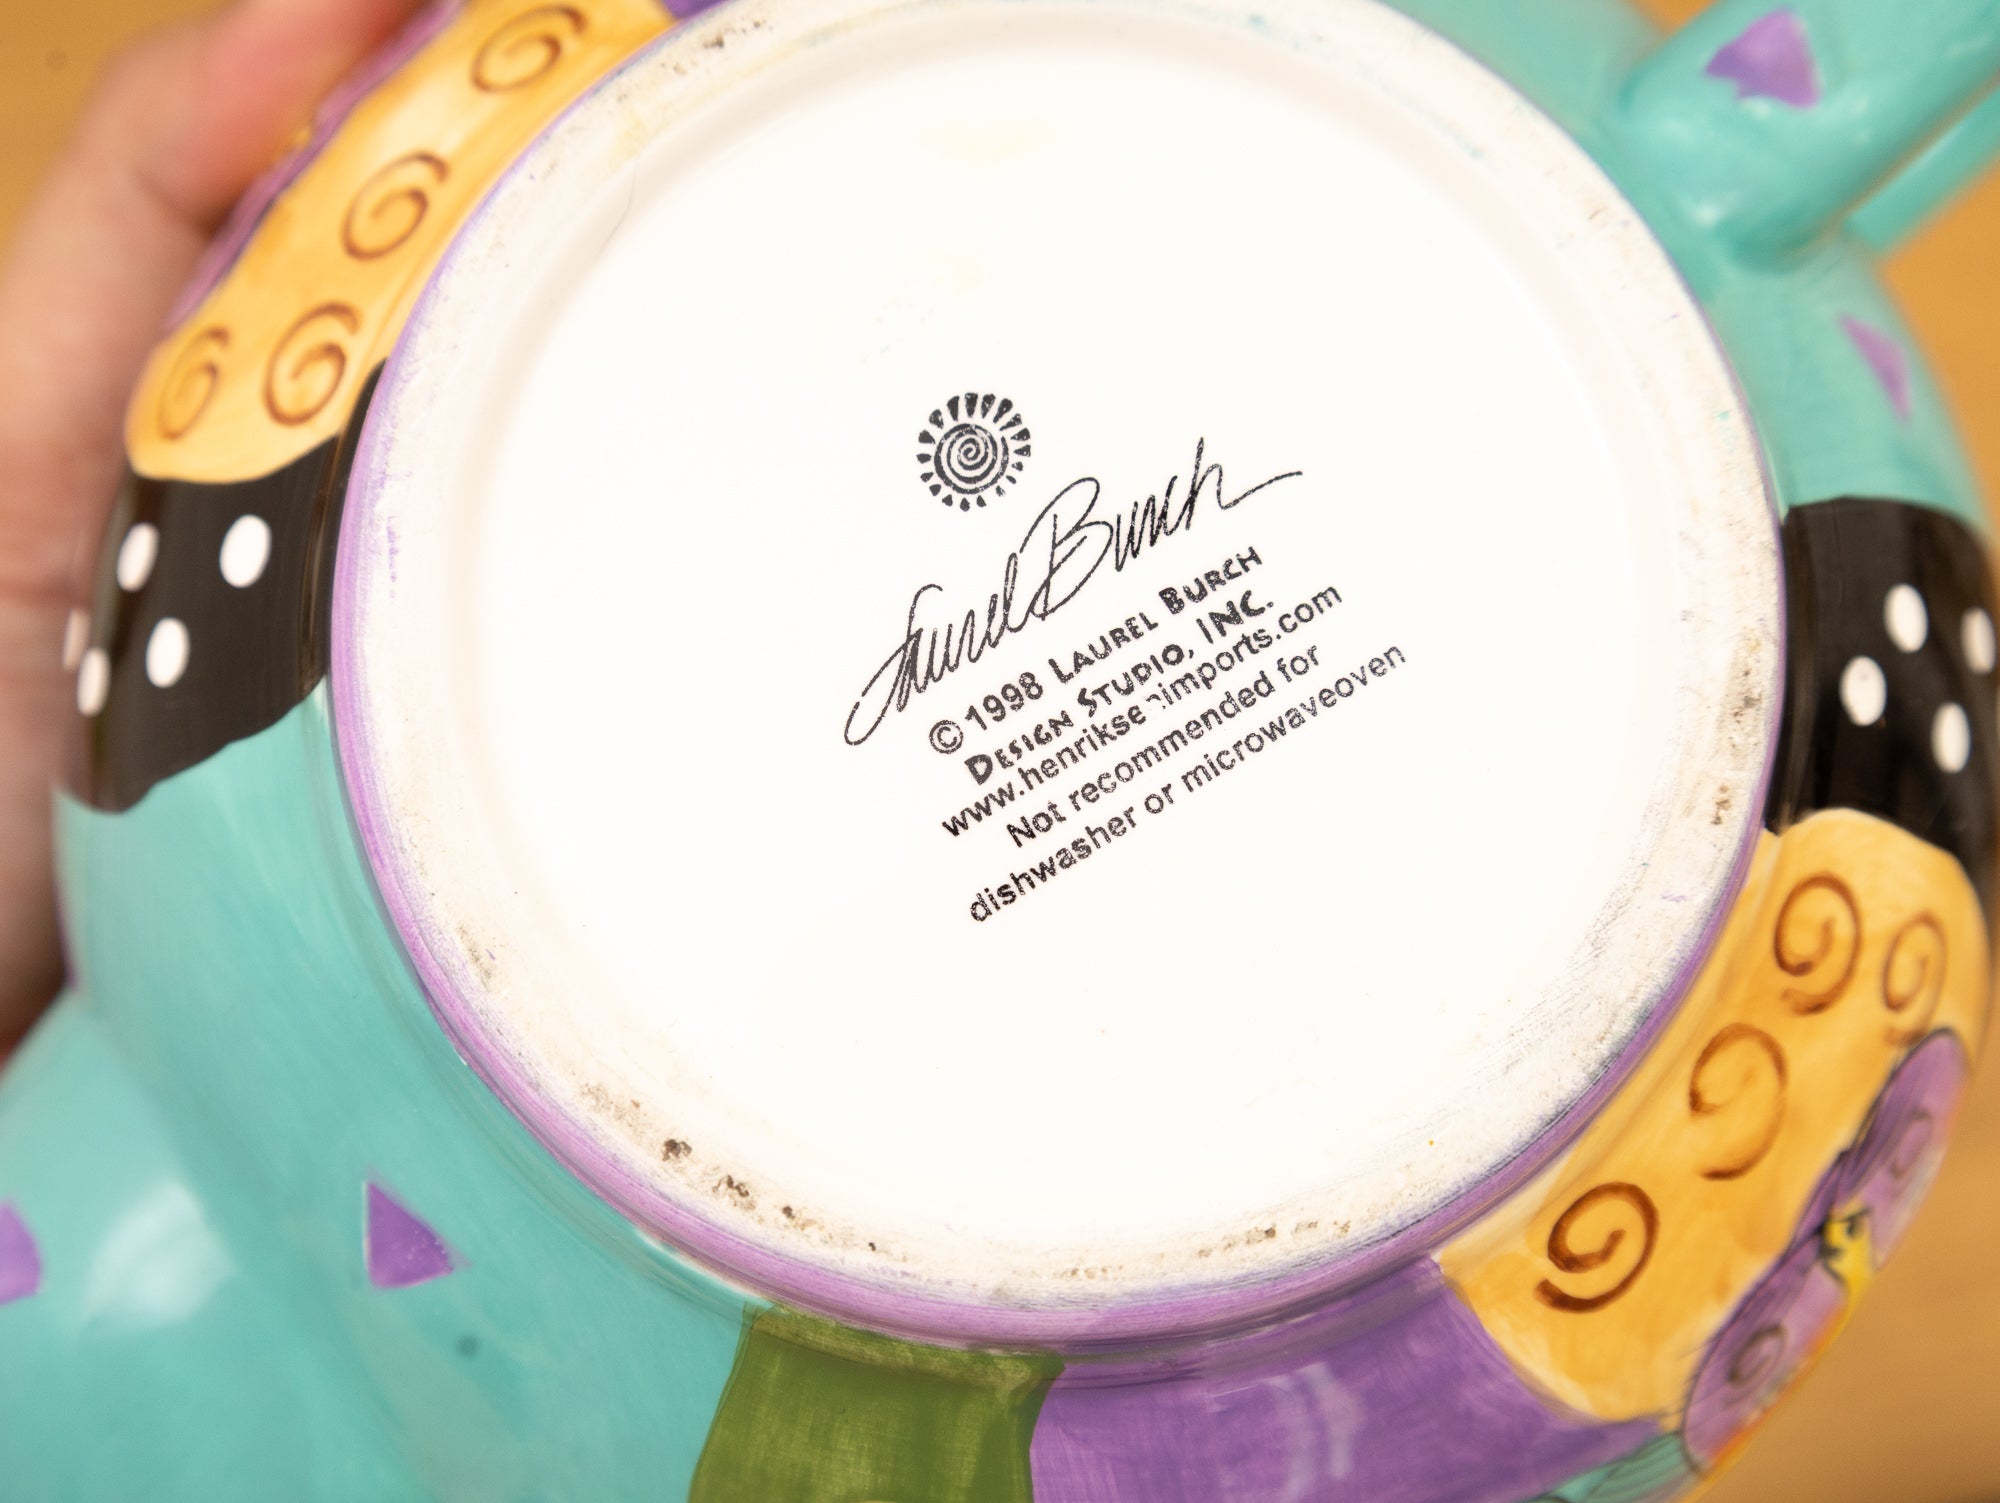 Laurel Burch
© 1998 LAUREL BURCH
DESIGN STUDIO, INC.
www.henriksenimports.com
Not recommended for
dishwasher or microwaveoven